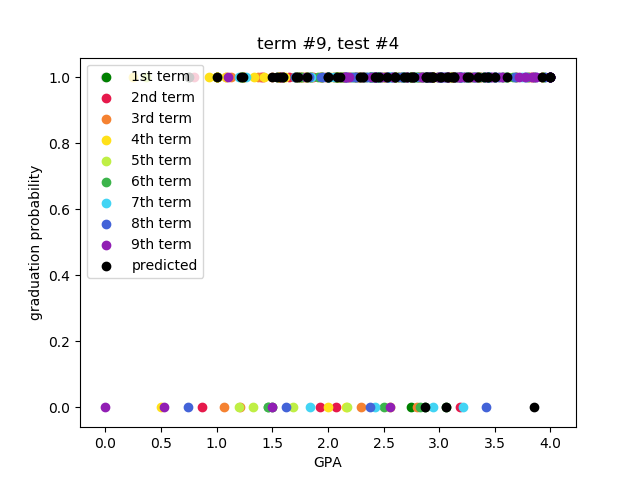 term #9, test #4
1.0
0.8
0.6
0.4
0.2
0.0
graduation probability
1st term
2nd term
3rd term
4th term
5th term
6th term
7th term
8th term
9th term
predicted
0.0 0.5 1.0 1.5 2.0 2.5 3.0 3.5 4.0
GPA